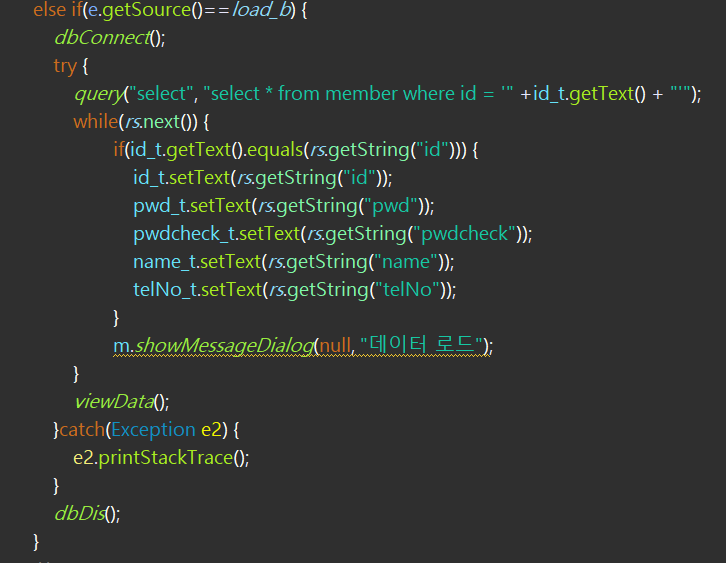 else if(e.getSource()==load_b) {
dbConnect();
try {
query("select", "select * from member where id = '" +id_t.getText() + "'");
while(rs.next()) {
if(id_t.getText().equals(rs.getString("id"))) {
id_t.setText(rs.getString("id"));
pwd_t.setText(rs.getString("pwd"));
pwdcheck_t.setText(rs.getString("pwdcheck"));
name_t.setText(rs.getString("name"));
telNo_t.setText(rs.getString("telNo"));
}
m.showMessageDialog(null, "데이터 로드");
}
viewData();
}catch(Exception e2) {
e2.printStackTrace();
}
dbDis();
}